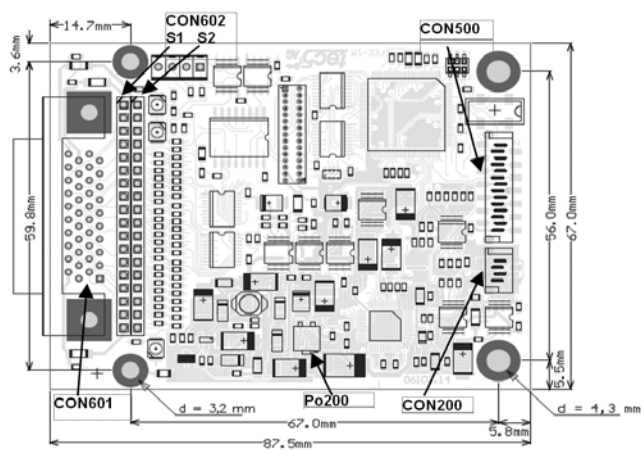 CON602
S1 S2
CON500
14.7mm
3.6mm
tec5
59.8mm
56.0mm
67.0mm
CON601
Po200
CON200
5.5mm
d = 3,2 mm
d = 4,3 mm
67.0mm
5.8mm
87.5mm